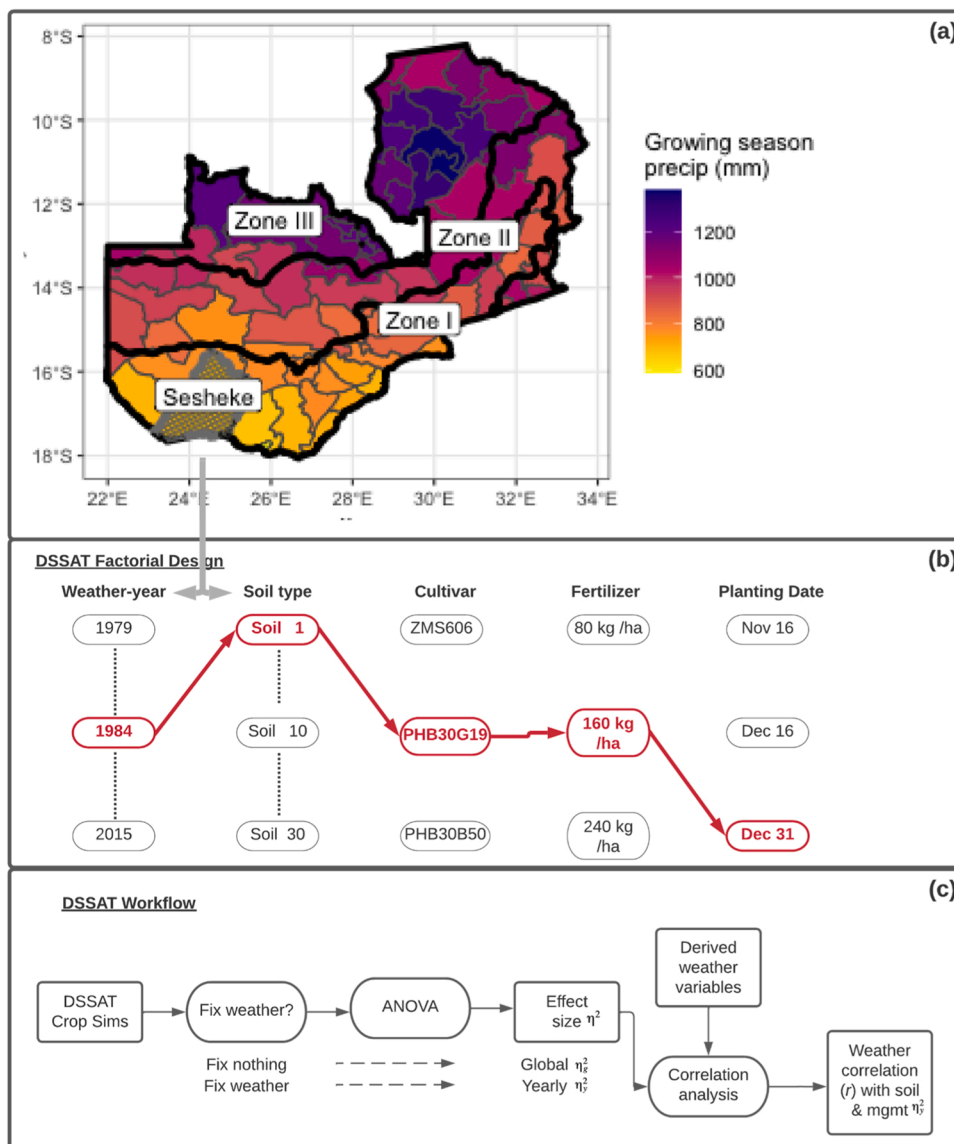 (a)
8°S
10°S
12°S
14°S
16°S
18°S
22°E
24°E
26°E
28°E
30°E
32°E
34°E
Zone III
Zone II
Zone I
Sesheke
Growing season
precip (mm)
1200
1000
800
600
(b)
DSSAT Factorial Design
Weather-year
Soil type
Cultivar
Fertilizer
Planting Date
1979
Soil 1
ZMS606
80 kg /ha
Nov 16
1984
Soil 10
PHB30G19
160 kg
/ha
Dec 16
2015
Soil 30
PHB30B50
240 kg
/ha
Dec 31
(c)
DSSAT Workflow
DSSAT
Crop Sims
Fix weather?
ANOVA
Effect
size η²
Derived
weather
variables
Fix nothing
Global η²g
Fix weather
Yearly η²y
Correlation
analysis
Weather
correlation
(r) with soil
& mgmt η²y